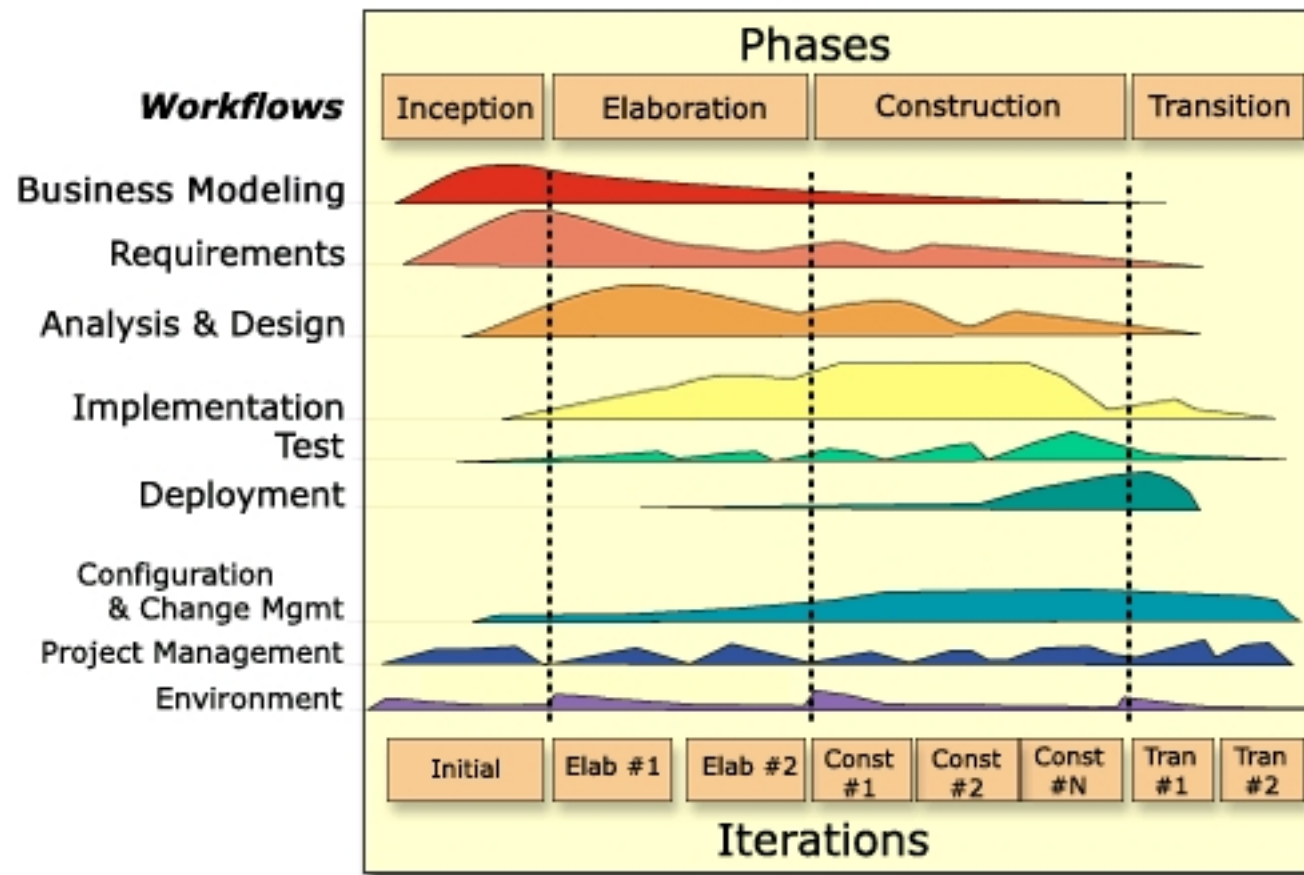 Phases
Workflows
Inception
Elaboration
Construction
Transition
Business Modeling
Requirements
Analysis & Design
Implementation
Test
Deployment
Configuration
& Change Mgmt
Project Management
Environment
Initial
Elab #1
Elab #2
Const
#1
Const
#2
Const
#N
Tran
#1
Tran
#2
Iterations